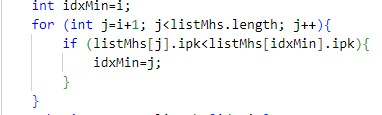 int idxMin=i;
for (int j=i+1; j<listMhs.length; j++){
if (listMhs[j].ipk<listMhs[idxMin].ipk){
idxMin=j;
}
}